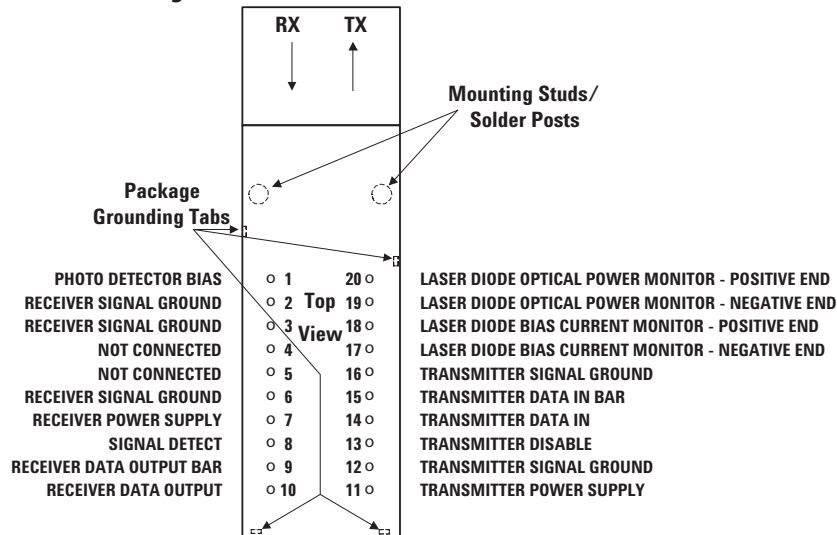 RX TX
Mounting Studs/
Solder Posts
Package
Grounding Tabs
Top
View
PHOTO DETECTOR BIAS o 1 20 o LASER DIODE OPTICAL POWER MONITOR - POSITIVE END
RECEIVER SIGNAL GROUND o 2 19 o LASER DIODE OPTICAL POWER MONITOR - NEGATIVE END
RECEIVER SIGNAL GROUND o 3 18 o LASER DIODE BIAS CURRENT MONITOR - POSITIVE END
NOT CONNECTED o 4 17 o LASER DIODE BIAS CURRENT MONITOR - NEGATIVE END
NOT CONNECTED o 5 16 o TRANSMITTER SIGNAL GROUND
RECEIVER SIGNAL GROUND o 6 15 o TRANSMITTER DATA IN BAR
RECEIVER POWER SUPPLY o 7 14 o TRANSMITTER DATA IN
SIGNAL DETECT o 8 13 o TRANSMITTER DISABLE
RECEIVER DATA OUTPUT BAR o 9 12 o TRANSMITTER SIGNAL GROUND
RECEIVER DATA OUTPUT o 10 11 o TRANSMITTER POWER SUPPLY